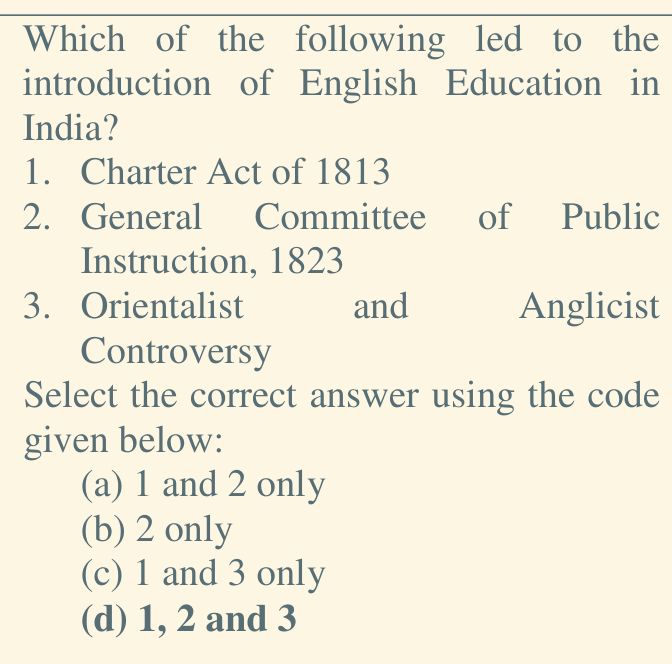 Which of the following led to the
introduction of English Education in
India?
1. Charter Act of 1813
2. General Committee of Public
Instruction, 1823
3. Orientalist and Anglicist
Controversy
Select the correct answer using the code
given below:
(a) 1 and 2 only
(b) 2 only
(c) 1 and 3 only
(d) 1, 2 and 3